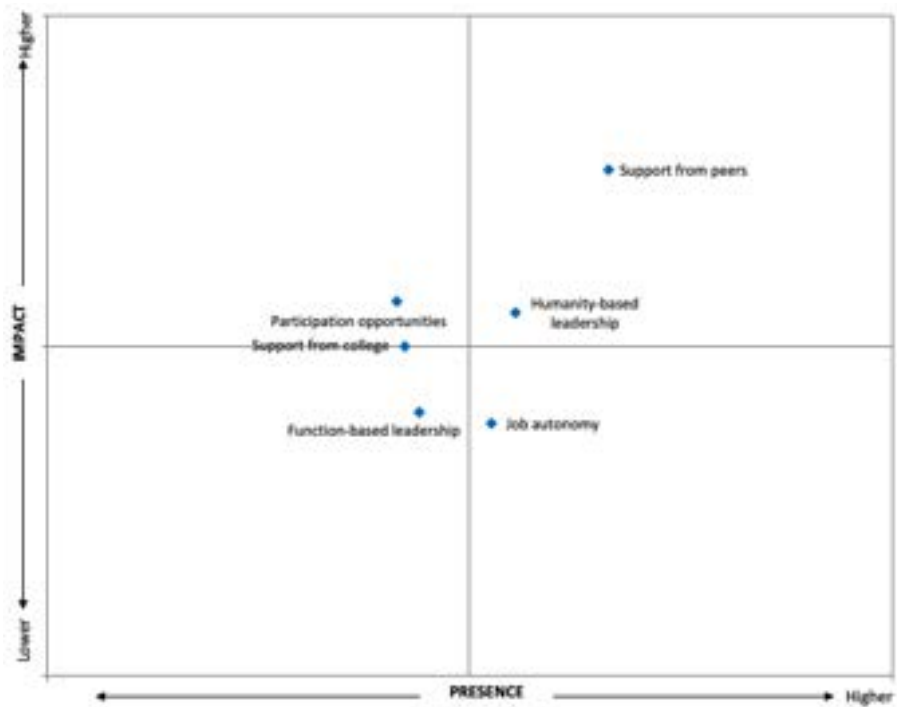 Higher
Support from peers
Humanity-based
leadership
Participation opportunities
IMPACT
Support from college
Function-based leadership
Job autonomy
Lower
PRESENCE
Higher